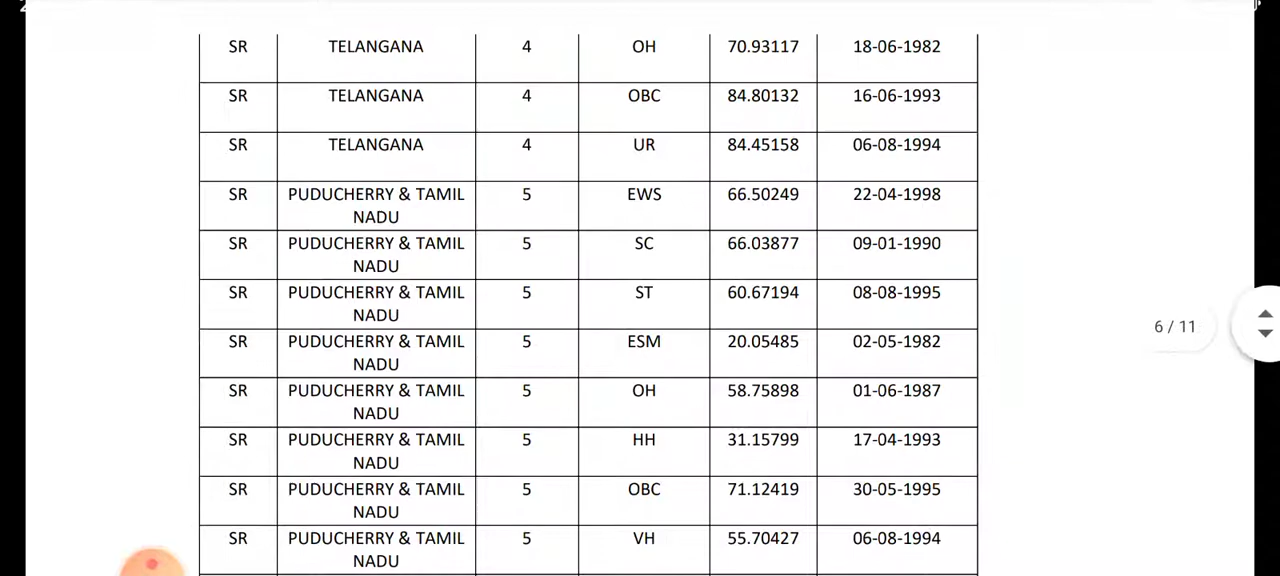 SR TELANGANA 4 OH 70.93117 18-06-1982
SR TELANGANA 4 OBC 84.80132 16-06-1993
SR TELANGANA 4 UR 84.45158 06-08-1994
SR PUDUCHERRY & TAMIL 5 EWS 66.50249 22-04-1998
NADU
SR PUDUCHERRY & TAMIL 5 SC 66.03877 09-01-1990
NADU
SR PUDUCHERRY & TAMIL 5 ST 60.67194 08-08-1995
NADU
SR PUDUCHERRY & TAMIL 5 ESM 20.05485 02-05-1982
NADU
6 / 11
SR PUDUCHERRY & TAMIL 5 OH 58.75898 01-06-1987
NADU
SR PUDUCHERRY & TAMIL 5 HH 31.15799 17-04-1993
NADU
SR PUDUCHERRY & TAMIL 5 OBC 71.12419 30-05-1995
NADU
SR PUDUCHERRY & TAMIL 5 VH 55.70427 06-08-1994
NADU